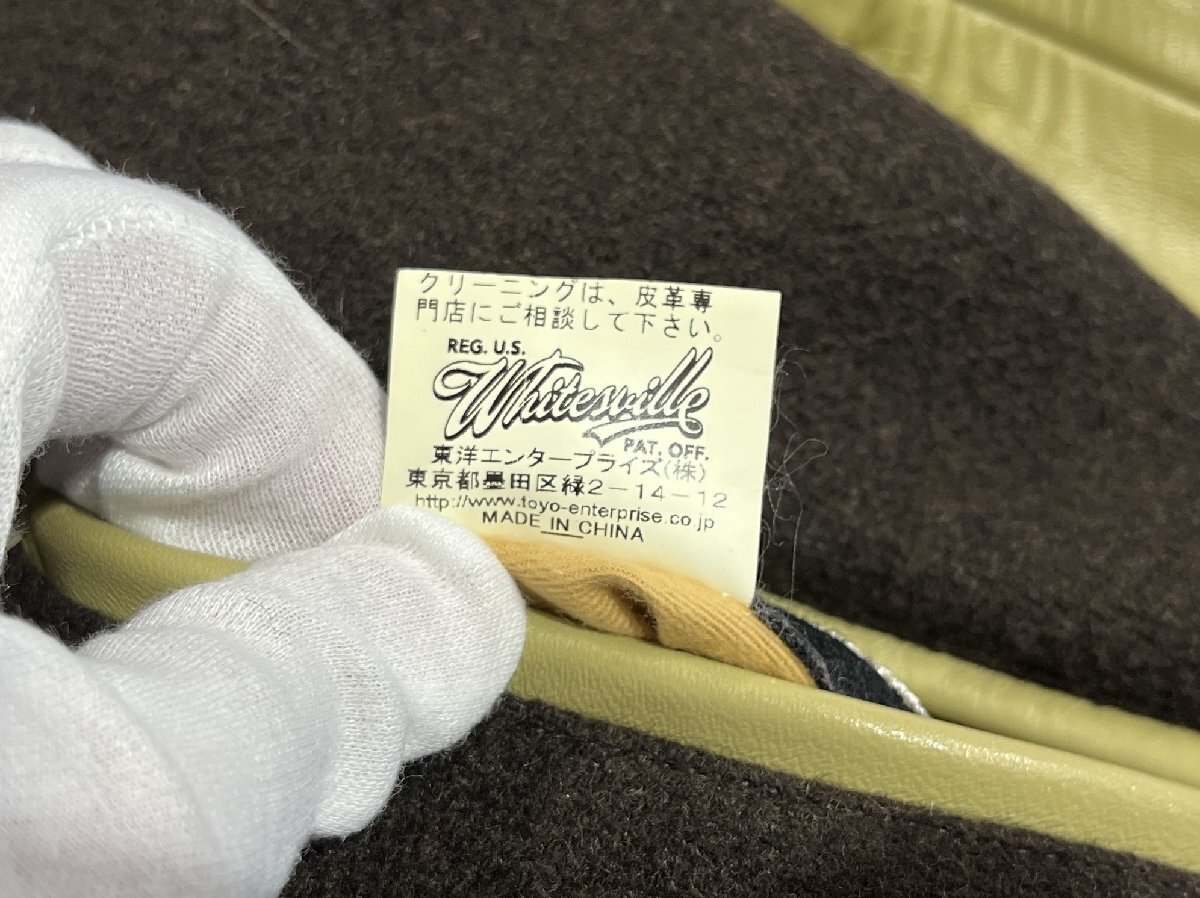 クリーニングは、皮革専
門店にご相談して下さい。
REG. U.S.
Whitesville
PAT. OFF.
東洋エンタープライズ(株)
東京都墨田区緑2－14－12
http://www.toyo-enterprise.co.jp
MADE IN CHINA